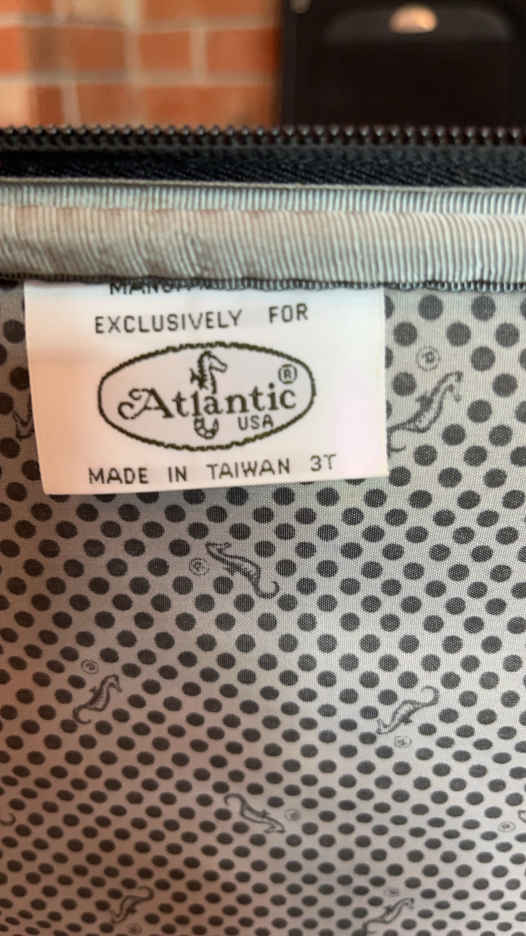 EXCLUSIVELY FOR
Atlantic ®
USA
MADE IN TAIWAN 3T